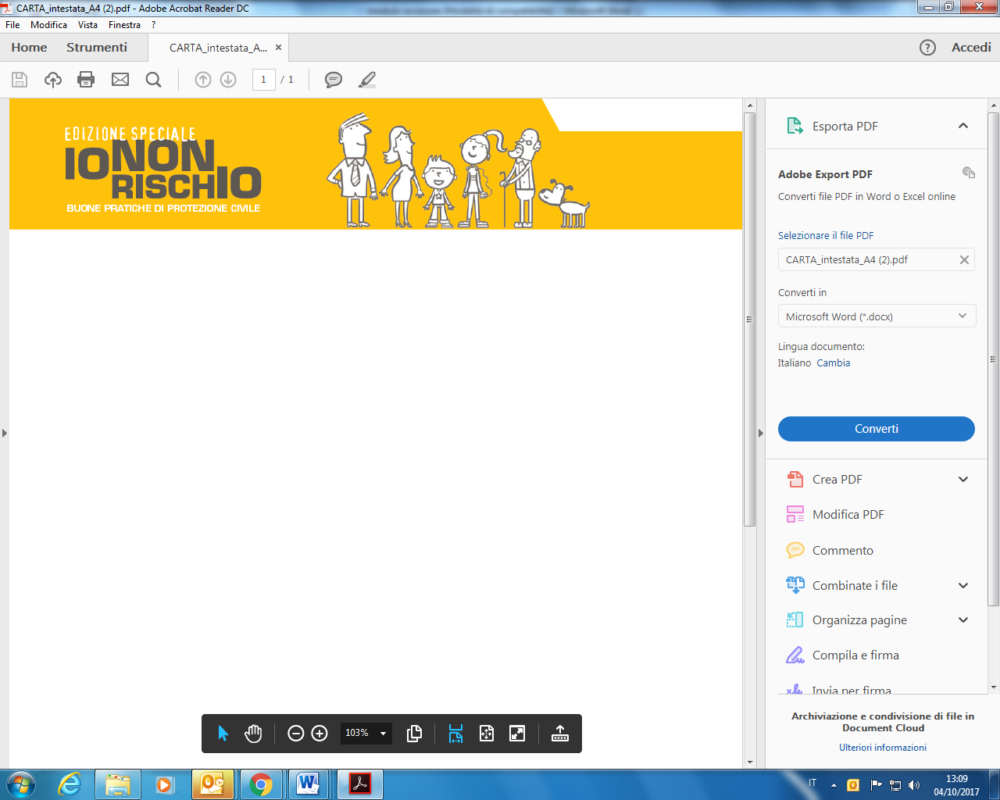 CARTA_intestata_A4 (2).pdf - Adobe Acrobat Reader DC
File Modifica Vista Finestra ?
Home Strumenti CARTA_intestata_A... × ? Accedi
1 / 1
EDIZIONE SPECIALE
IO NON
RISCHIO
BUONE PRATICHE DI PROTEZIONE CIVILE
Esporta PDF
Adobe Export PDF
Converti file PDF in Word o Excel online
Selezionare il file PDF
CARTA_intestata_A4 (2).pdf
Converti in
Microsoft Word (*.docx)
Lingua documento:
Italiano Cambia
Converti
Crea PDF
Modifica PDF
Commento
Combinate i file
Organizza pagine
Compila e firma
Invia per firma
Archiviazione e condivisione di file in
Document Cloud
Ulteriori informazioni
103%
IT
13:09
04/10/2017